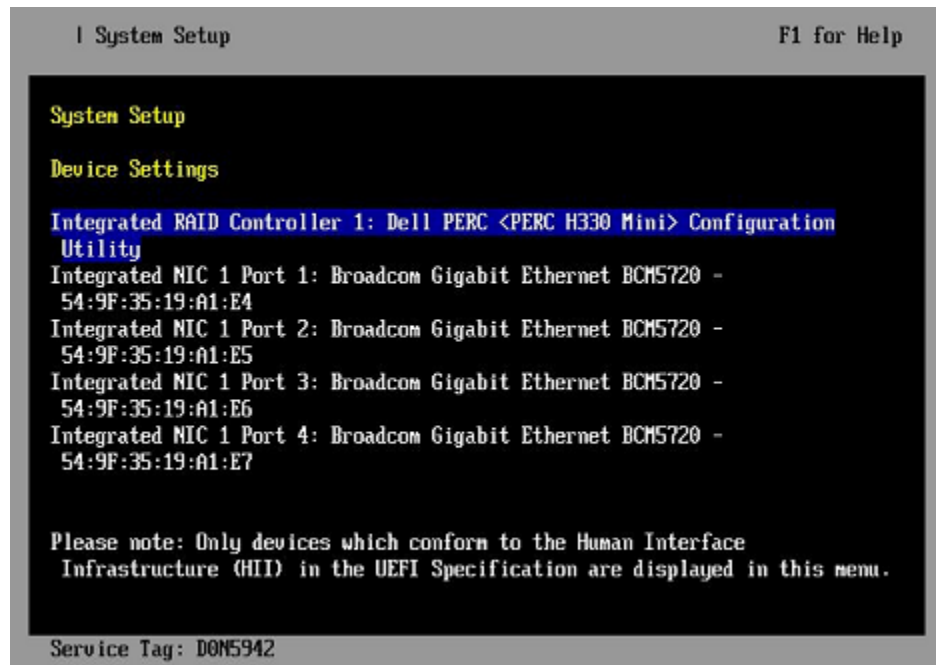 | System Setup F1 for Help
System Setup
Device Settings
Integrated RAID Controller 1: Dell PERC <PERC H330 Mini> Configuration
Utility
Integrated NIC 1 Port 1: Broadcom Gigabit Ethernet BCM5720 -
54:9F:35:19:A1:E4
Integrated NIC 1 Port 2: Broadcom Gigabit Ethernet BCM5720 -
54:9F:35:19:A1:E5
Integrated NIC 1 Port 3: Broadcom Gigabit Ethernet BCM5720 -
54:9F:35:19:A1:E6
Integrated NIC 1 Port 4: Broadcom Gigabit Ethernet BCM5720 -
54:9F:35:19:A1:E7
Please note: Only devices which conform to the Human Interface
Infrastructure (HII) in the UEFI Specification are displayed in this menu.
Service Tag: D0N5942